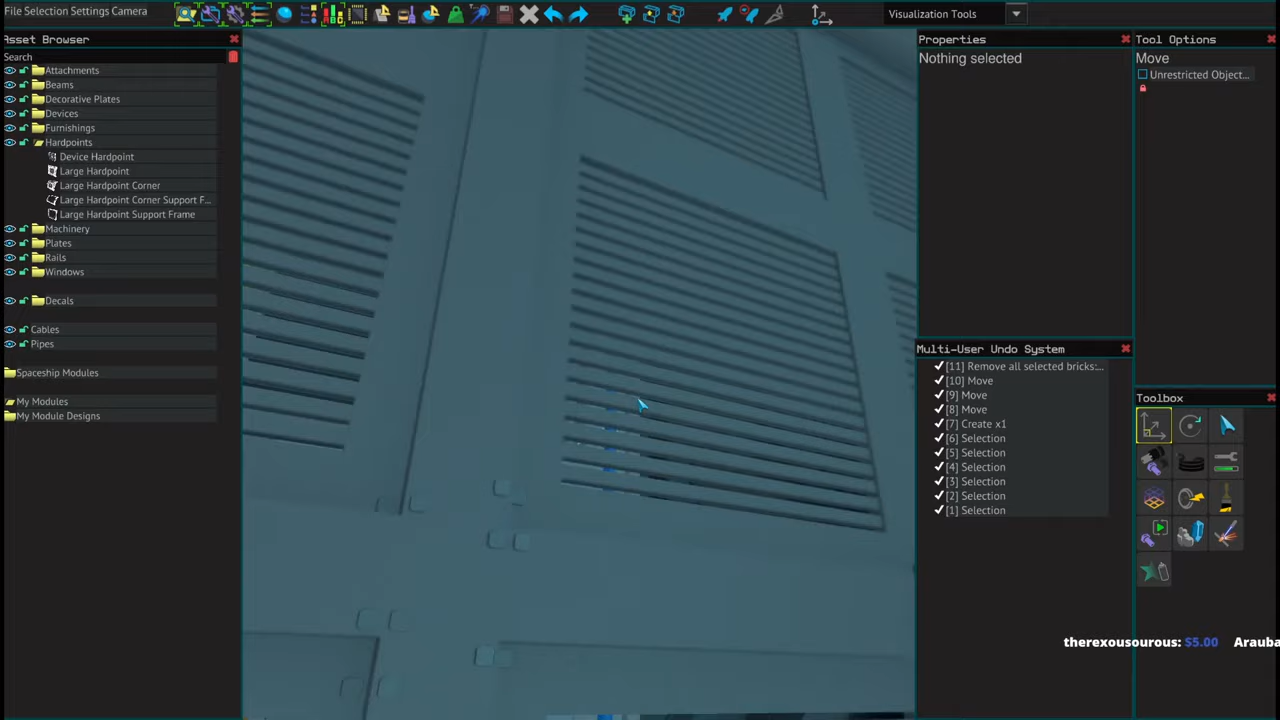 File Selection Settings Camera
Visualization Tools
Asset Browser
Search
Attachments
Beams
Decorative Plates
Devices
Furnishings
Hardpoints
Device Hardpoint
Large Hardpoint
Large Hardpoint Corner
Large Hardpoint Corner Support F...
Large Hardpoint Support Frame
Machinery
Plates
Rails
Windows
Decals
Cables
Pipes
Spaceship Modules
My Modules
My Module Designs
Properties
Nothing selected
Multi-User Undo System
[11] Remove all selected bricks:...
[10] Move
[9] Move
[8] Move
[7] Create x1
[6] Selection
[5] Selection
[4] Selection
[3] Selection
[2] Selection
[1] Selection
Tool Options
Move
Unrestricted Object...
Toolbox
therexousourous: $5.00 Arauba